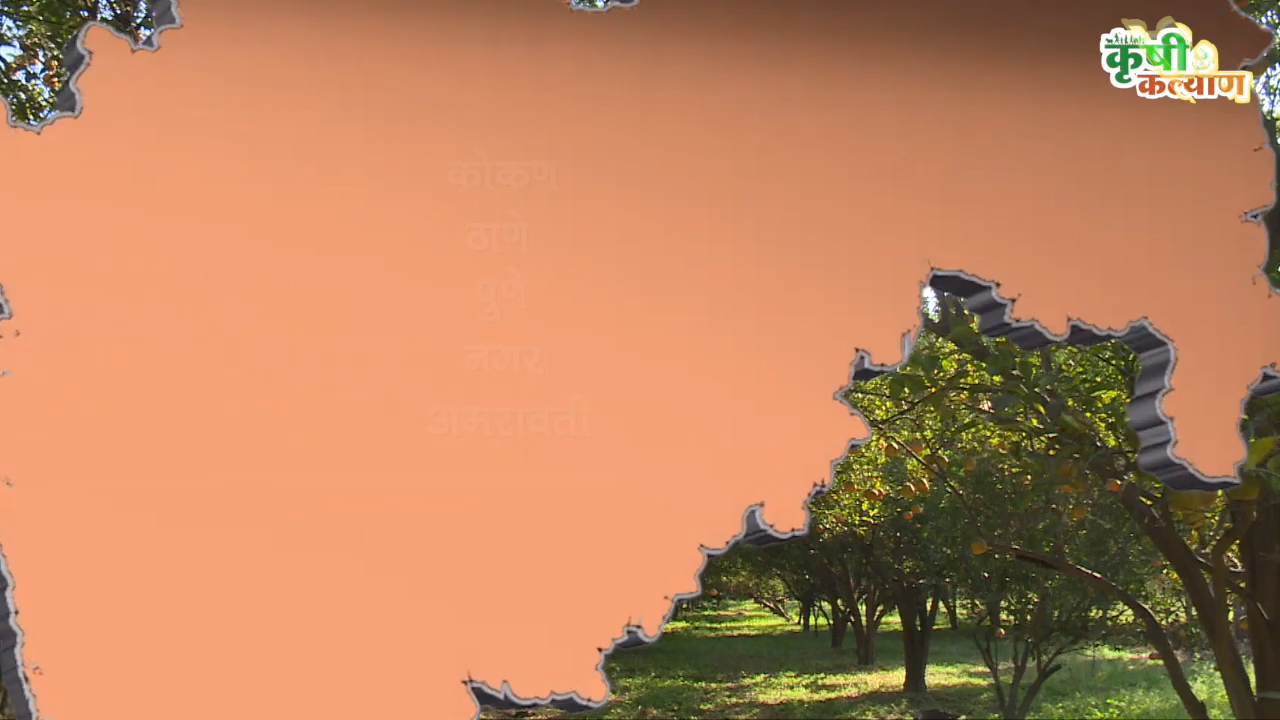 कृषी
कल्याण
कोकण
ठाणे
पुणे
नगर
अमरावती